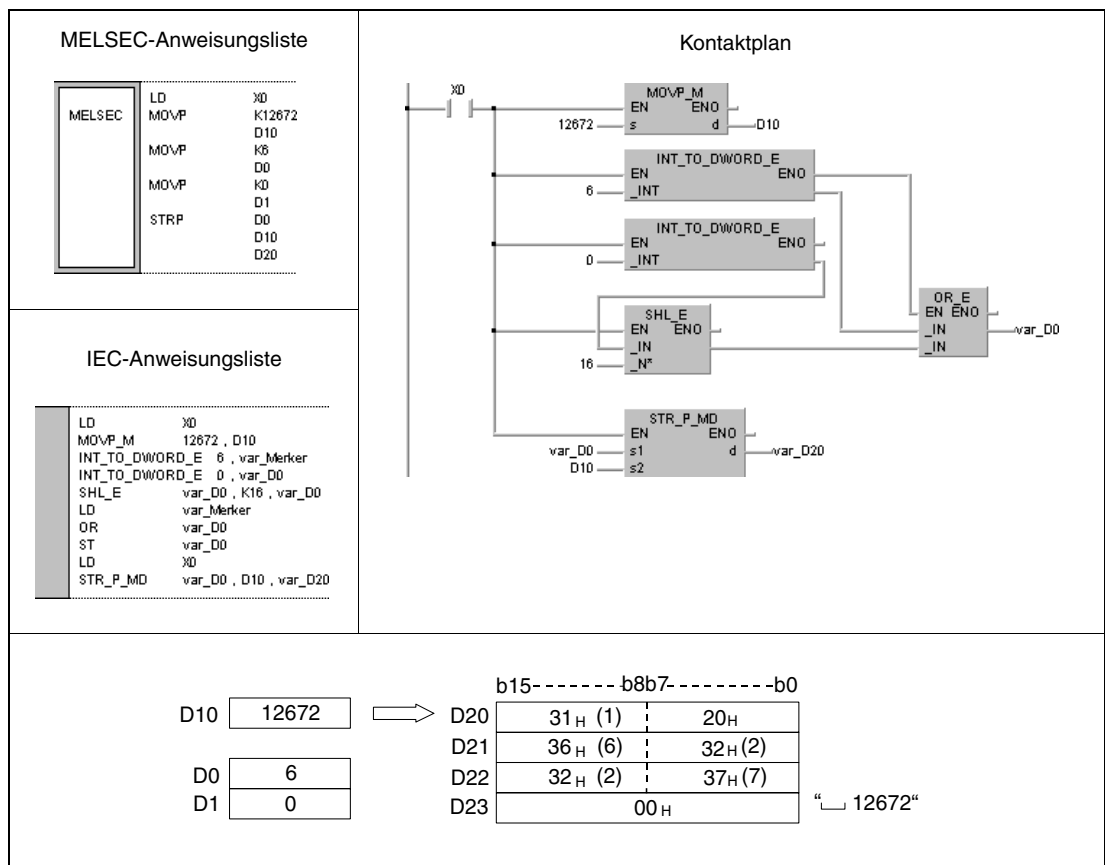 MELSEC-Anweisungsliste
MELSEC
LD X0
MOVP K12672
D10
MOVP K6
D0
MOVP K0
D1
STRP D0
D10
D20
IEC-Anweisungsliste
LD X0
MOVP_M 12672 , D10
INT_TO_DWORD_E 6 , var_Merker
INT_TO_DWORD_E 0 , var_D0
SHL_E var_D0 , K16 , var_D0
LD var_Merker
OR var_D0
ST var_D0
LD X0
STR_P_MD var_D0 , D10 , var_D20
Kontaktplan
X0
MOVP_M
EN ENO
12672 s d D10
INT_TO_DWORD_E
EN ENO
6 _INT
INT_TO_DWORD_E
EN ENO
0 _INT
SHL_E
EN ENO
_IN
16 _N*
OR_E
EN ENO
_IN var_D0
_IN
STR_P_MD
EN ENO
var_D0 s1 d var_D20
D10 s2
b15--------b8b7---------b0
D10 12672 D20 31H (1) 20H
D21 36H (6) 32H (2)
D0 6 D22 32H (2) 37H (7)
D1 0 D23 00H “⎵ 12672“